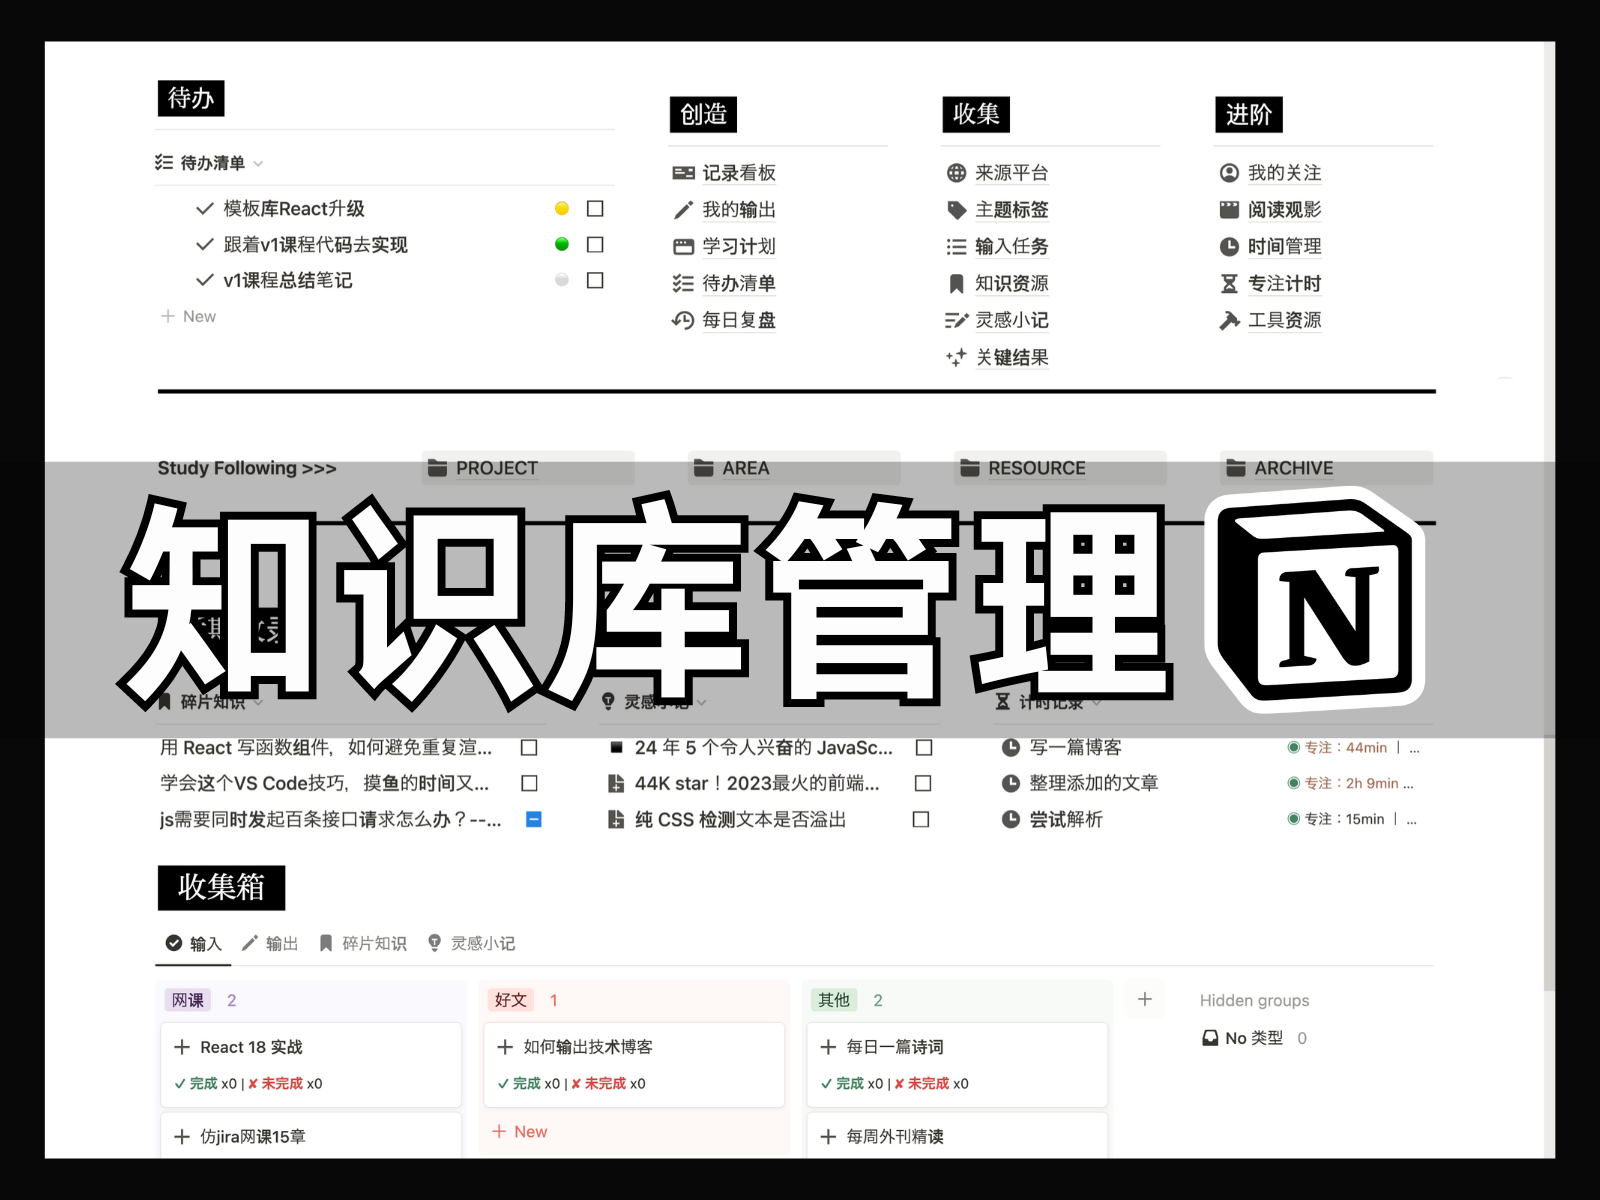 待办
待办清单
模板库React升级
跟着v1课程代码去实现
v1课程总结笔记
New
创造
记录看板
我的输出
学习计划
待办清单
每日复盘
收集
来源平台
主题标签
输入任务
知识资源
灵感小记
关键结果
进阶
我的关注
阅读观影
时间管理
专注计时
工具资源
Study Following >>>
PROJECT
AREA
RESOURCE
ARCHIVE
知识库管理
N
碎片知识
用 React 写函数组件，如何避免重复渲...
学会这个VS Code技巧，摸鱼的时间又...
js需要同时发起百条接口请求怎么办？--...
灵感小记
24 年 5 个令人兴奋的 JavaSc...
44K star！2023最火的前端...
纯 CSS 检测文本是否溢出
计时记录
写一篇博客 专注：44min | ...
整理添加的文章 专注：2h 9min ...
尝试解析 专注：15min | ...
收集箱
输入 输出 碎片知识 灵感小记
网课 2
React 18 实战
✓ 完成 x0 | ✘ 未完成 x0
仿jira网课15章
好文 1
如何输出技术博客
✓ 完成 x0 | ✘ 未完成 x0
New
其他 2
每日一篇诗词
✓ 完成 x0 | ✘ 未完成 x0
每周外刊精读
Hidden groups
No 类型 0